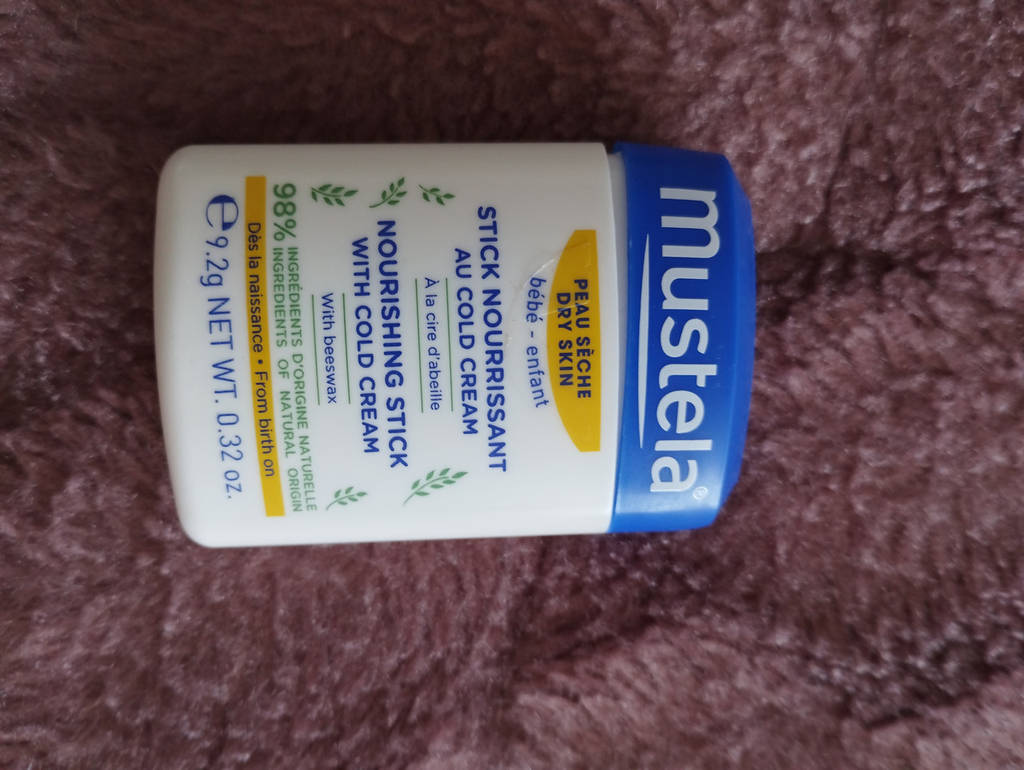 mustela®
PEAU SÈCHE
DRY SKIN
bébé - enfant
STICK NOURRISSANT
AU COLD CREAM
À la cire d'abeille
NOURISHING STICK
WITH COLD CREAM
With beeswax
98% INGRÉDIENTS D'ORIGINE NATURELLE
INGREDIENTS OF NATURAL ORIGIN
Dès la naissance • From birth on
e 9.2g NET WT. 0.32 oz.